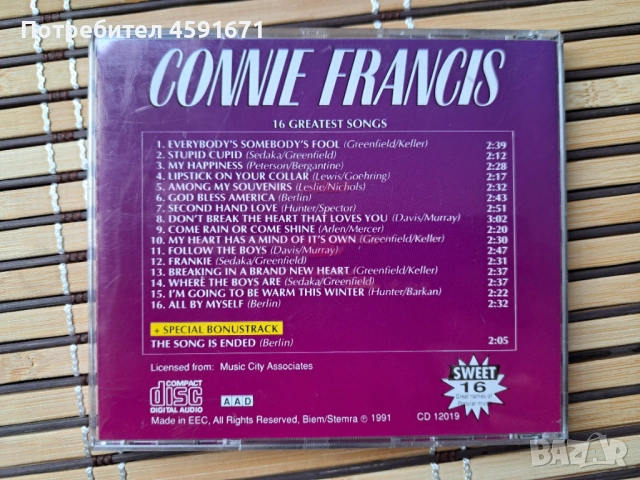 Потребител 4591671
CONNIE FRANCIS
16 GREATEST SONGS
1. EVERYBODY'S SOMEBODY'S FOOL (Greenfield/Keller) 2:39
2. STUPID CUPID (Sedaka/Greenfield) 2:12
3. MY HAPPINESS (Peterson/Bergantine) 2:28
4. LIPSTICK ON YOUR COLLAR (Lewis/Goehring) 2:17
5. AMONG MY SOUVENIRS (Leslie/Nichols) 2:32
6. GOD BLESS AMERICA (Berlin) 2:43
7. SECOND HAND LOVE (Hunter/Spector) 2:51
8. DON'T BREAK THE HEART THAT LOVES YOU (Davis/Murray) 3:02
9. COME RAIN OR COME SHINE (Arlen/Mercer) 2:20
10. MY HEART HAS A MIND OF IT'S OWN (Greenfield/Keller) 2:30
11. FOLLOW THE BOYS (Davis/Murray) 2:47
12. FRANKIE (Sedaka/Greenfield) 2:31
13. BREAKING IN A BRAND NEW HEART (Greenfield/Keller) 2:37
14. WHERE THE BOYS ARE (Sedaka/Greenfield) 2:37
15. I'M GOING TO BE WARM THIS WINTER (Hunter/Barkan) 2:22
16. ALL BY MYSELF (Berlin) 2:32
+ SPECIAL BONUSTRACK
THE SONG IS ENDED (Berlin) 2:05
Licensed from: Music City Associates
COMPACT
disc
DIGITAL AUDIO
A A D
SWEET
16
Great names of
Popular music
Made in EEC, All Rights Reserved, Biem/Stemra ℗ 1991
CD 12019
bazar